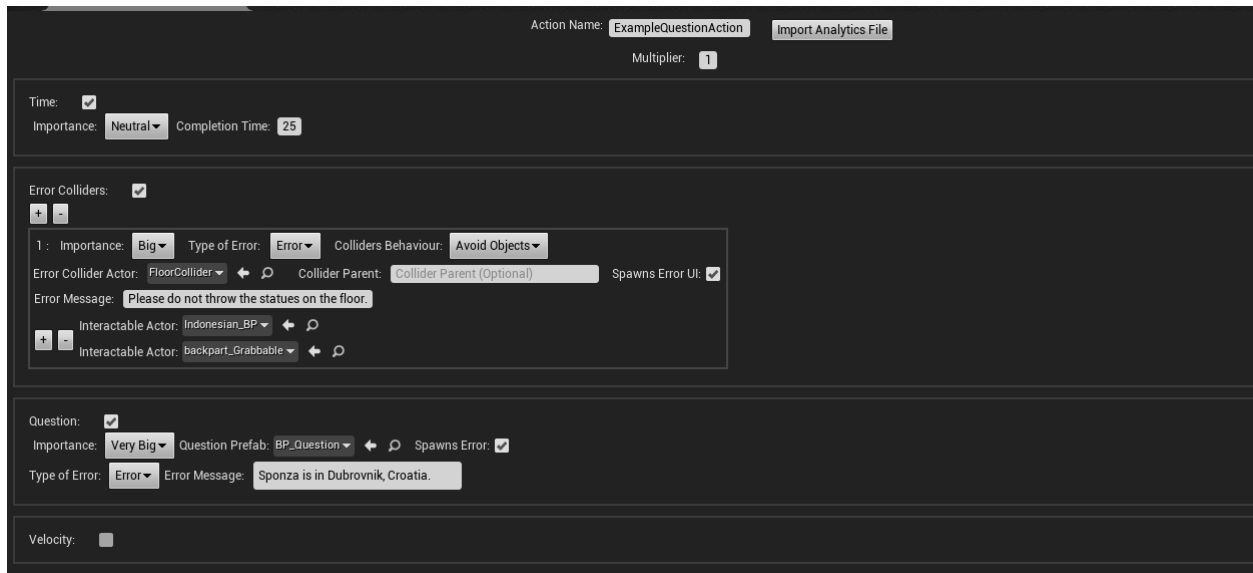 Action Name: ExampleQuestionAction Import Analytics File
Multiplier: 1
Time:
Importance: Neutral Completion Time: 25
Error Colliders:
+ -
1 : Importance: Big Type of Error: Error Colliders Behaviour: Avoid Objects
Error Collider Actor: FloorCollider Collider Parent: Collider Parent (Optional) Spawns Error UI:
Error Message: Please do not throw the statues on the floor.
Interactable Actor: Indonesian_BP
+ -
Interactable Actor: backpart_Grabbable
Question:
Importance: Very Big Question Prefab: BP_Question Spawns Error:
Type of Error: Error Error Message: Sponza is in Dubrovnik, Croatia.
Velocity: